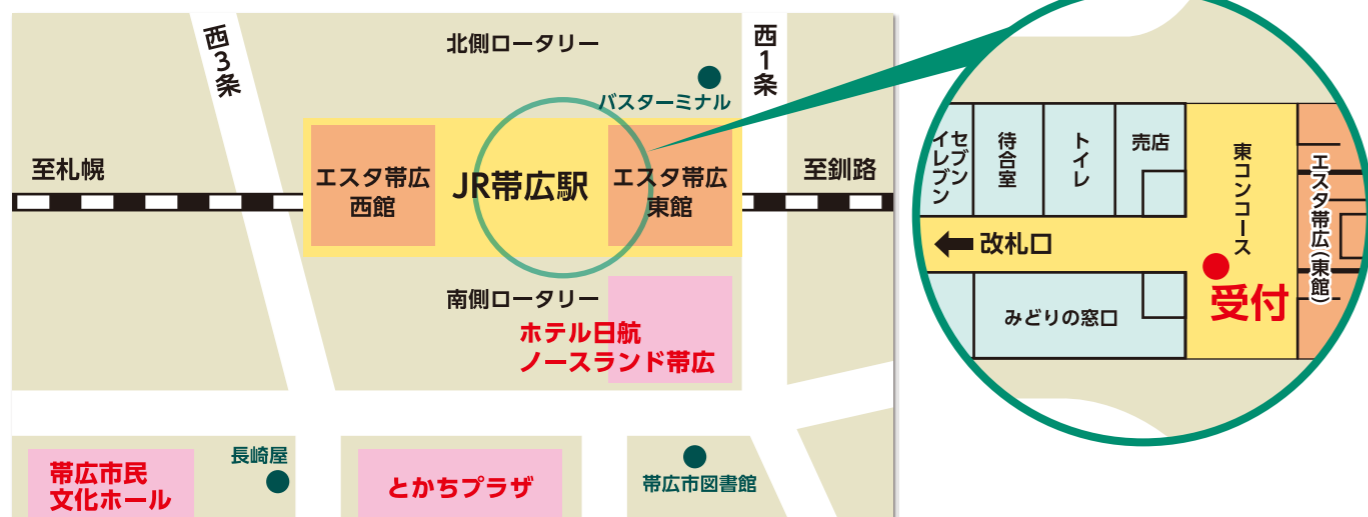 西3条
北側ロータリー
西1条
バスターミナル
至札幌
エスタ帯広
西館
JR帯広駅
エスタ帯広
東館
至釧路
南側ロータリー
ホテル日航
ノースランド帯広
帯広市民
文化ホール
長崎屋
とかちプラザ
帯広市図書館
セブン
イレブン
待合室
トイレ
売店
東コンコース
エスタ帯広(東館)
改札口
受付
みどりの窓口